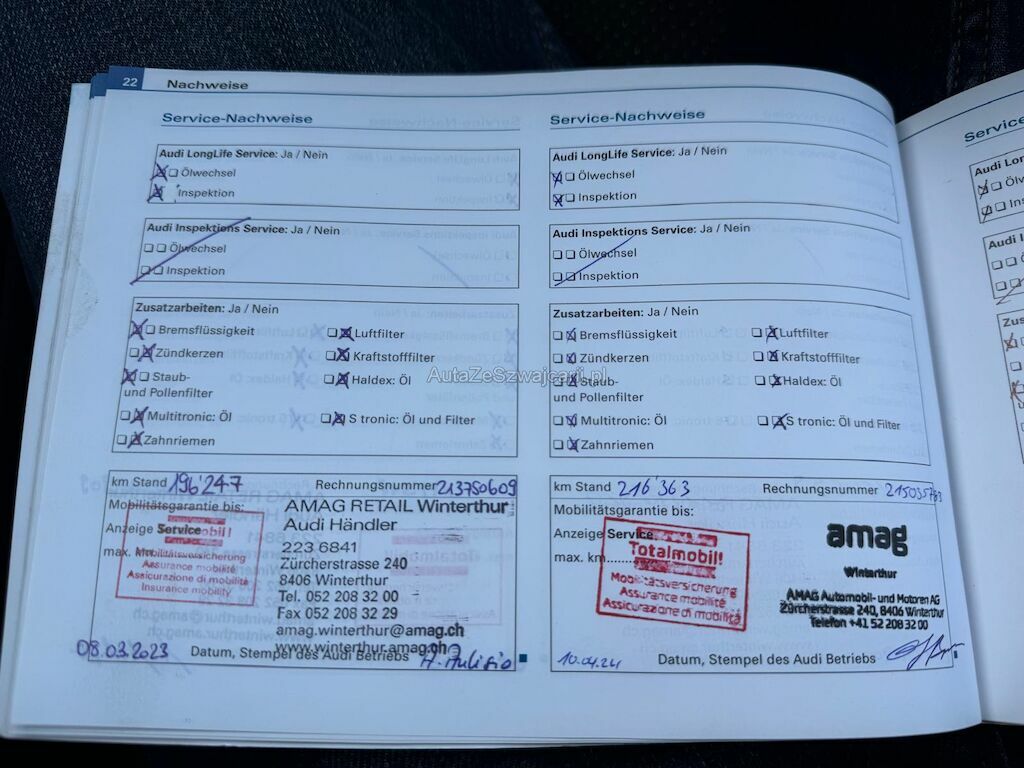 22 Nachweise
Service-Nachweise
Audi LongLife Service: Ja / Nein
Ölwechsel
Inspektion
Audi Inspektions Service: Ja / Nein
Ölwechsel
Inspektion
Zusatzarbeiten: Ja / Nein
Bremsflüssigkeit Luftfilter
Zündkerzen Kraftstofffilter
Staub- Haldex: Öl
und Pollenfilter
Multitronic: Öl S tronic: Öl und Filter
Zahnriemen
km Stand 196'247 Rechnungsnummer 213750609
Mobilitätsgarantie bis:
Anzeige Service
max. km
Mobilitätsversicherung
Assurance mobilité
Assicurazione di mobilità
Insurance mobility
AMAG RETAIL Winterthur
Audi Händler
223 6841
Zürcherstrasse 240
8406 Winterthur
Tel. 052 208 32 00
Fax 052 208 32 29
amag.winterthur@amag.ch
www.winterthur.amag.ch
08.03.2023 Datum, Stempel des Audi Betriebs
Service-Nachweise
Audi LongLife Service: Ja / Nein
Ölwechsel
Inspektion
Audi Inspektions Service: Ja / Nein
Ölwechsel
Inspektion
Zusatzarbeiten: Ja / Nein
Bremsflüssigkeit Luftfilter
Zündkerzen Kraftstofffilter
Staub- Haldex: Öl
und Pollenfilter
Multitronic: Öl S tronic: Öl und Filter
Zahnriemen
km Stand 216'363 Rechnungsnummer
Mobilitätsgarantie bis:
Anzeige Service
max. km
Totalmobil!
Mobilitätsversicherung
Assurance mobilité
Assicurazione di mobilità
amag
Winterthur
AMAG Automobil- und Motoren AG
Zürcherstrasse 240, 8406 Winterthur
Telefon +41 52 208 32 00
10.04.24 Datum, Stempel des Audi Betriebs
AutaZeSzwajcarii.pl